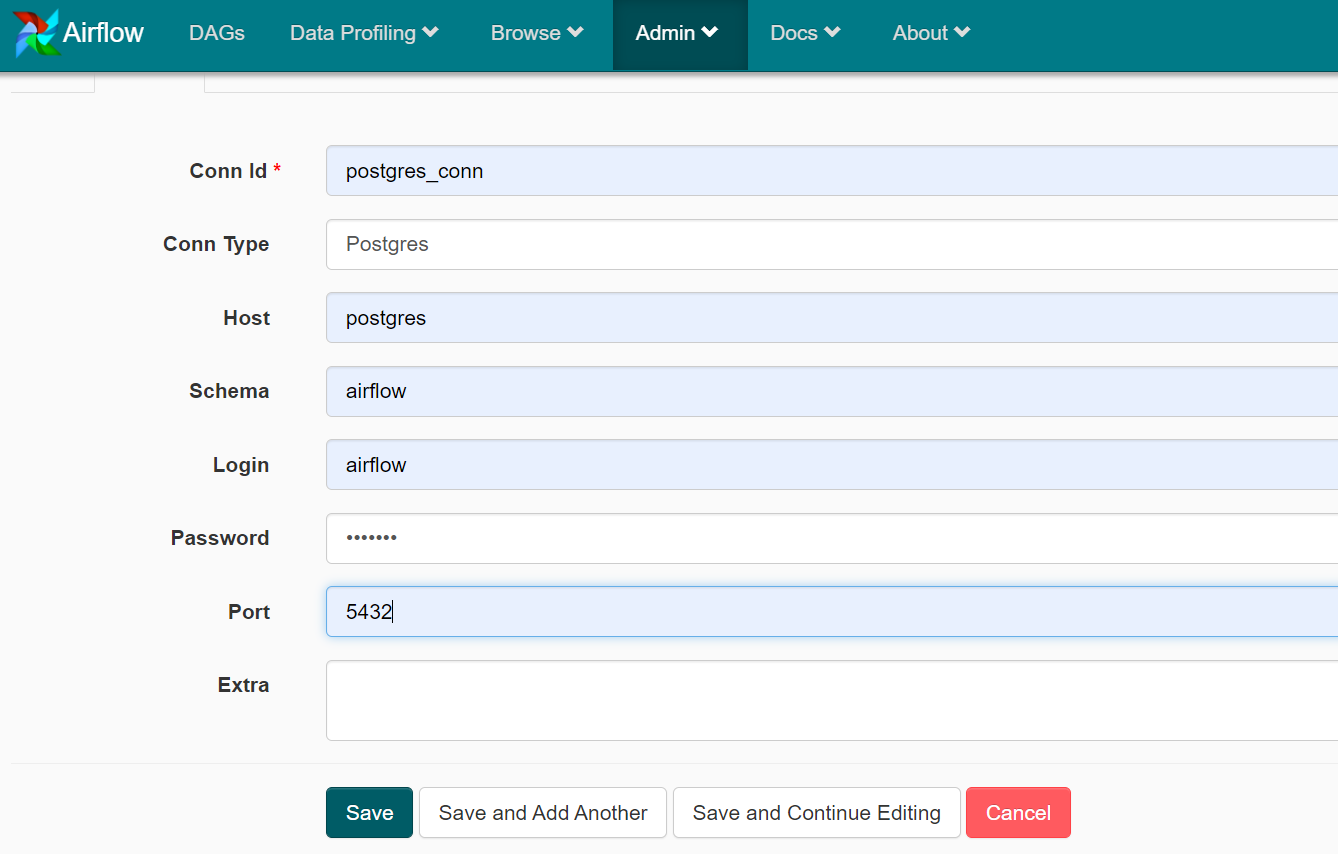 Airflow DAGs Data Profiling Browse Admin Docs About
Conn Id * postgres_conn
Conn Type Postgres
Host postgres
Schema airflow
Login airflow
Password •••••••
Port 5432
Extra
Save Save and Add Another Save and Continue Editing Cancel